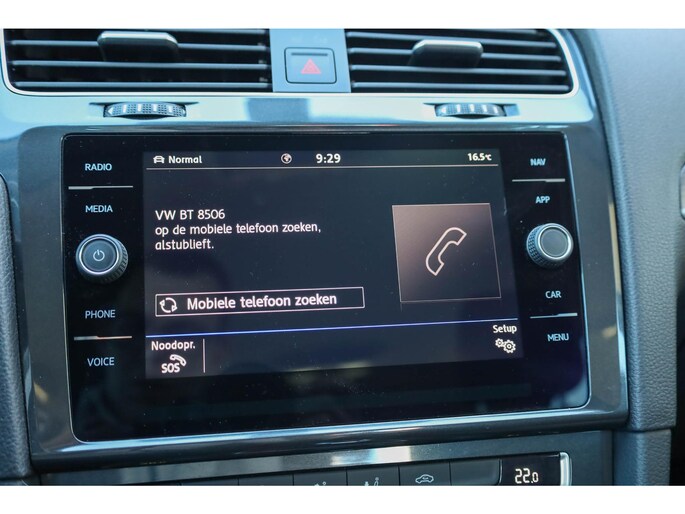 RADIO
MEDIA
PHONE
VOICE
Normal
9:29
16.5°C
VW BT 8506
op de mobiele telefoon zoeken,
alstublieft.
Mobiele telefoon zoeken
Noodopr.
SOS
Setup
NAV
APP
CAR
MENU
22.0